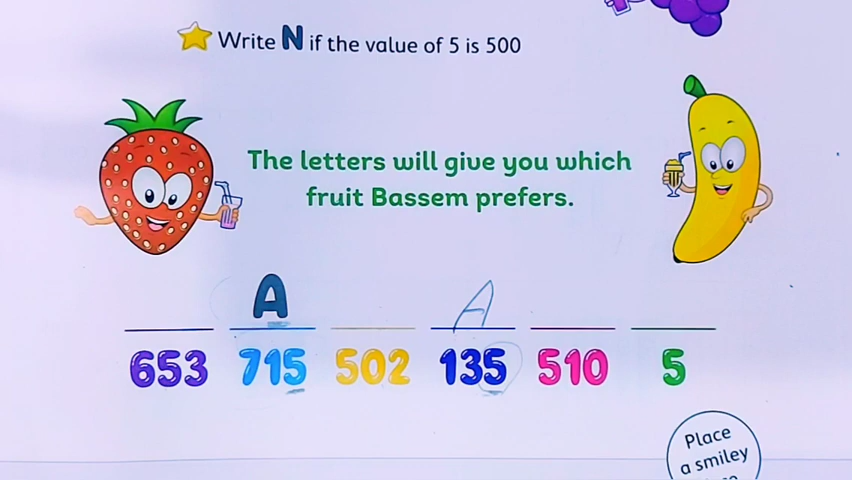 Write N if the value of 5 is 500
The letters will give you which
fruit Bassem prefers.
A A
653 715 502 135 510 5
Place
a smiley